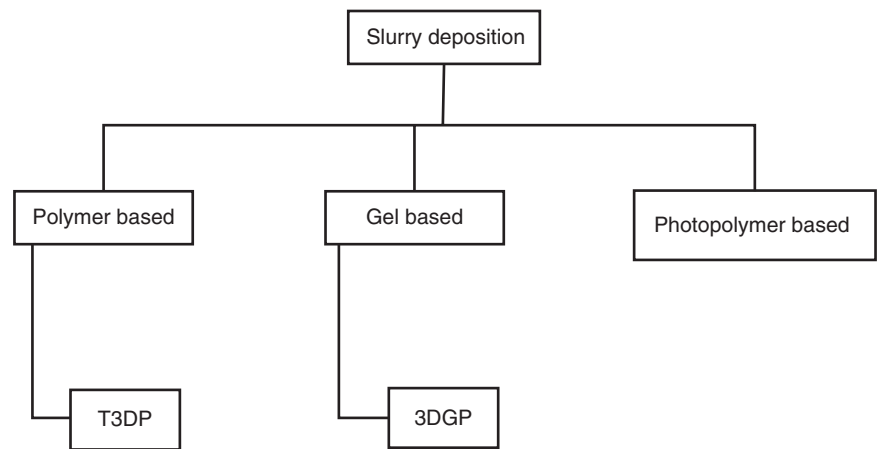 Slurry deposition
Polymer based
Gel based
Photopolymer based
T3DP
3DGP